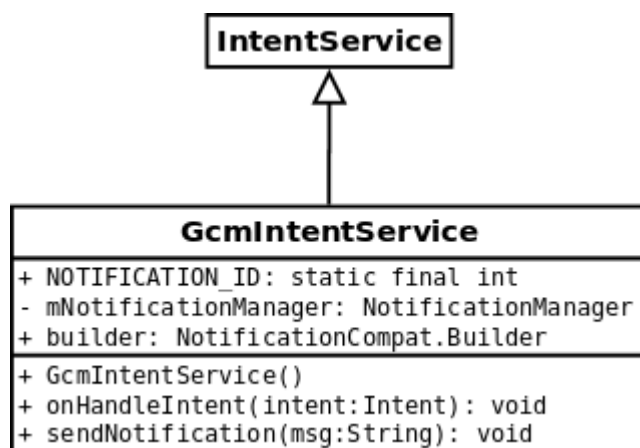 IntentService
GcmIntentService
+ NOTIFICATION_ID: static final int
- mNotificationManager: NotificationManager
+ builder: NotificationCompat.Builder
+ GcmIntentService()
+ onHandleIntent(intent:Intent): void
+ sendNotification(msg:String): void